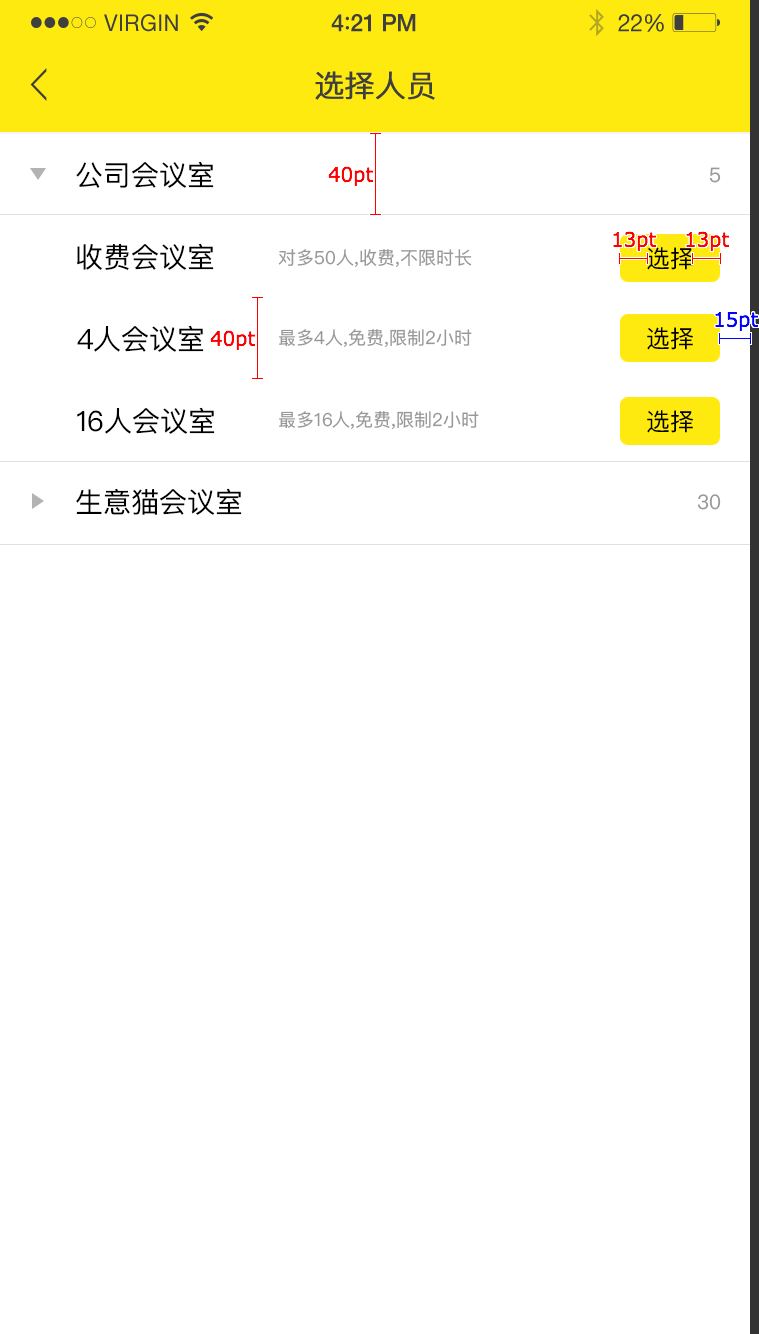 VIRGIN 4:21 PM 22%
选择人员
公司会议室 40pt 5
13pt 13pt
收费会议室 对多50人,收费,不限时长 选择
15pt
4人会议室 40pt 最多4人,免费,限制2小时 选择
16人会议室 最多16人,免费,限制2小时 选择
生意猫会议室 30